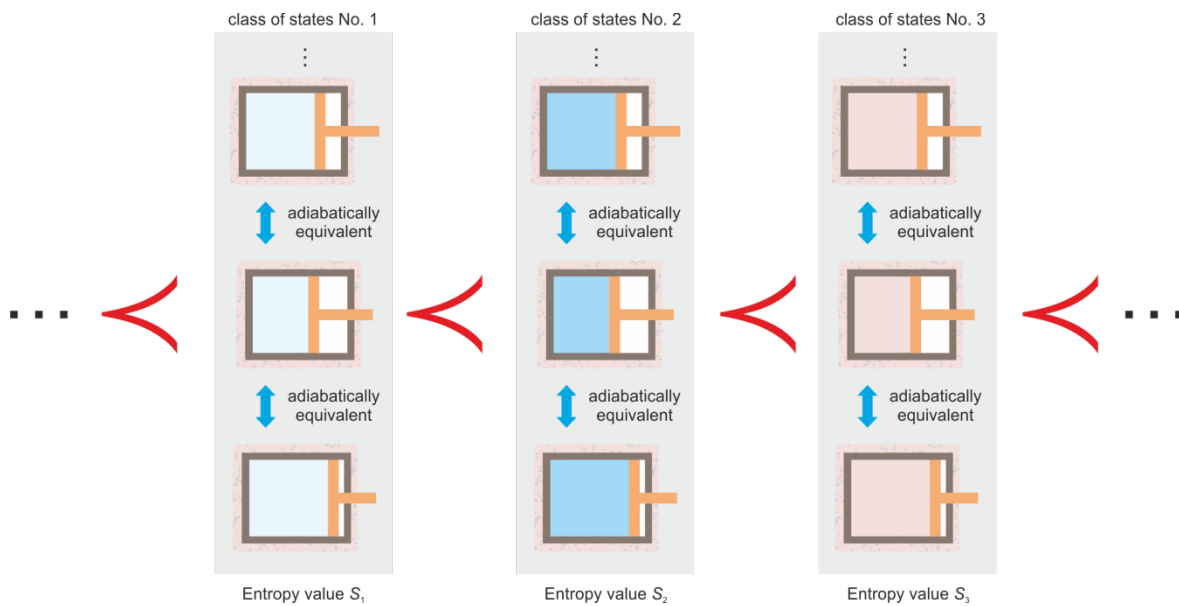 class of states No. 1
class of states No. 2
class of states No. 3
adiabatically
equivalent
adiabatically
equivalent
adiabatically
equivalent
adiabatically
equivalent
adiabatically
equivalent
adiabatically
equivalent
Entropy value S₁
Entropy value S₂
Entropy value S₃